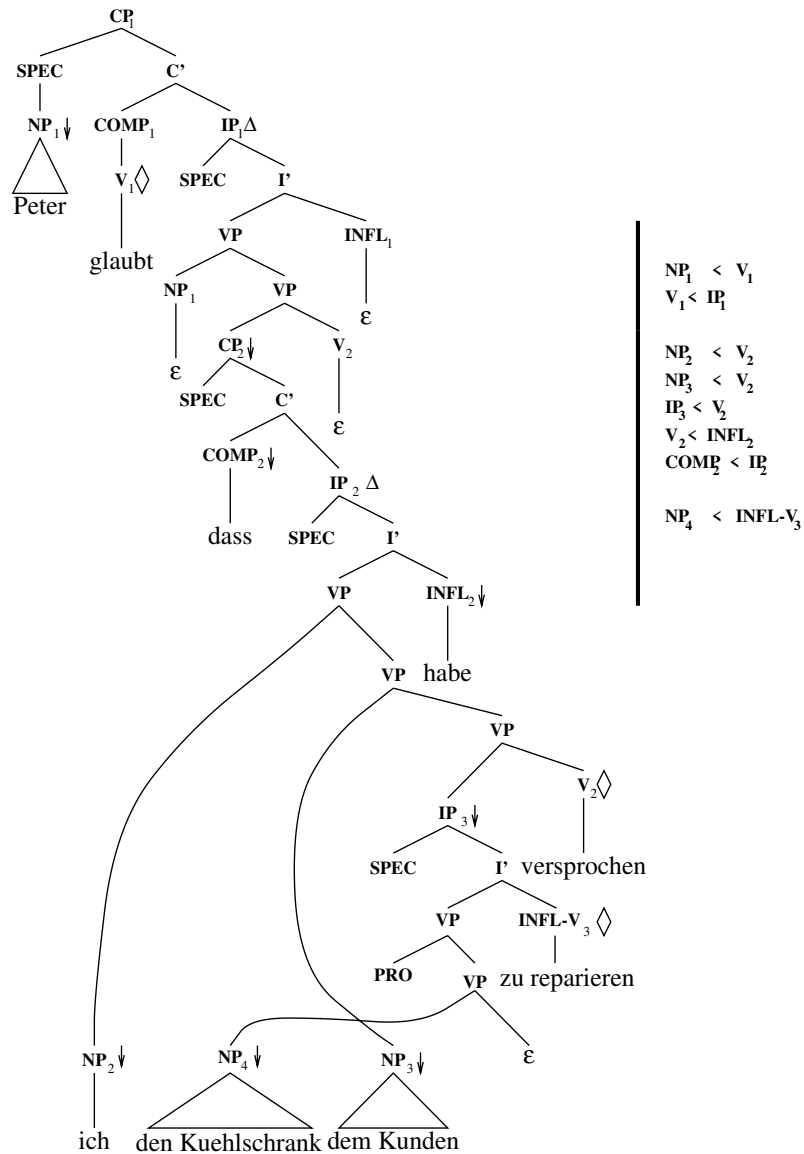 CP1
SPEC C'
NP1↓ COMP1 IP1Δ
V1◊ SPEC I'
Peter
VP INFL1
glaubt
NP1 VP
ε
CP2↓ V2
ε
SPEC C'
ε
COMP2↓
IP2Δ
dass SPEC I'
VP INFL2↓
VP habe
VP
V2◊
IP3↓
SPEC I' versprochen
VP INFL-V3◊
PRO VP zu reparieren
NP2↓ NP4↓ NP3↓ ε
ich den Kuehlschrank dem Kunden
NP1 < V1
V1 < IP1
NP2 < V2
NP3 < V2
IP3 < V2
V2 < INFL2
COMP2 < IP2
NP4 < INFL-V3